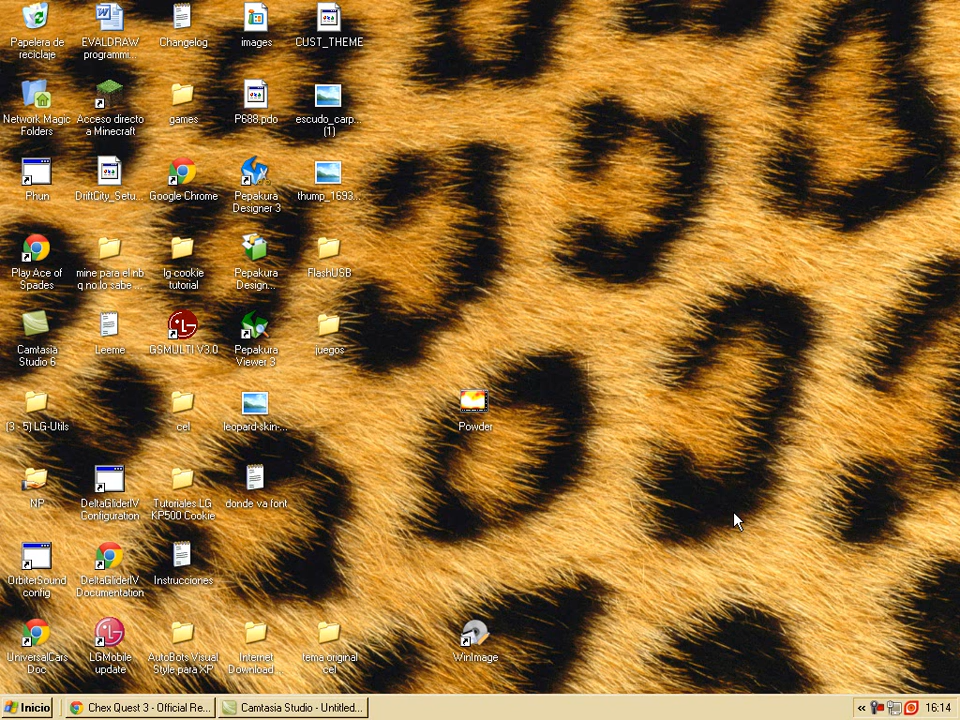 Papelera de
reciclaje
EVALDRAW
programmi...
Changelog
images
CUST_THEME
Network Magic
Folders
Acceso directo
a Minecraft
games
P688.pdo
escudo_carp...
(1)
Phun
DriftCity_Setu...
Google Chrome
Pepakura
Designer 3
thump_1693...
Play Ace of
Spades
mine para el nb
q no lo sabe ...
lg cookie
tutorial
Pepakura
Design...
FlashUSB
Camtasia
Studio 6
Leeme
GSMULTI V3.0
Pepakura
Viewer 3
juegos
(3 - 5) LG-Utils
cel
leopard-skin-...
Powder
NP
DeltaGliderIV
Configuration
Tutoriales LG
KP500 Cookie
donde va font
OrbiterSound
config
DeltaGliderIV
Documentation
Instrucciones
UniversalCars
Doc
LGMobile
update
AutoBots Visual
Style para XP
Internet
Download...
tema original
cel
WinImage
Inicio
Chex Quest 3 - Official Re...
Camtasia Studio - Untitled...
«
16:14